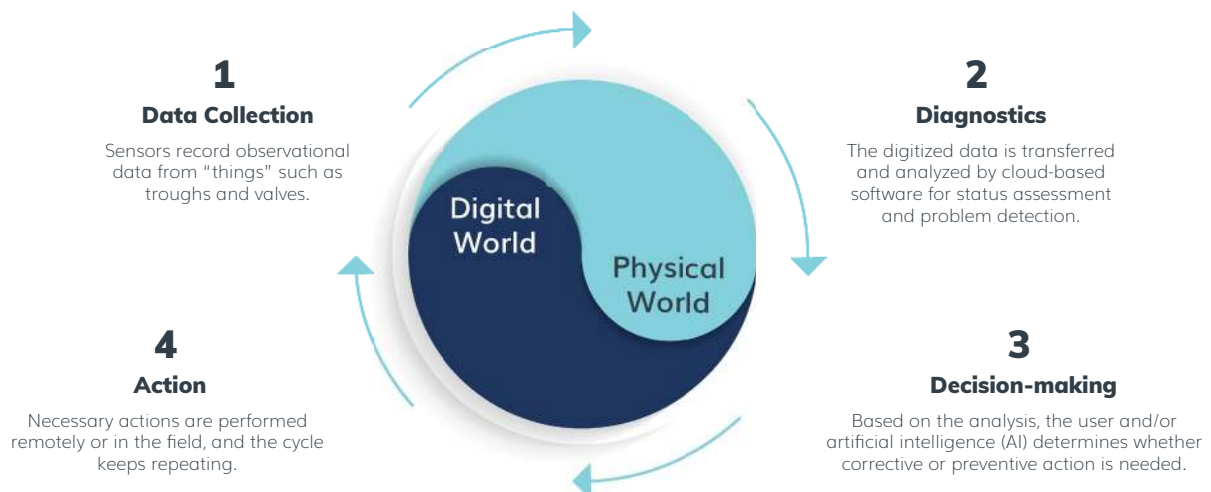 1
Data Collection
Sensors record observational
data from “things” such as
troughs and valves.
2
Diagnostics
The digitized data is transferred
and analyzed by cloud-based
software for status assessment
and problem detection.
Digital
World
Physical
World
3
Decision-making
Based on the analysis, the user and/or
artificial intelligence (AI) determines whether
corrective or preventive action is needed.
4
Action
Necessary actions are performed
remotely or in the field, and the cycle
keeps repeating.